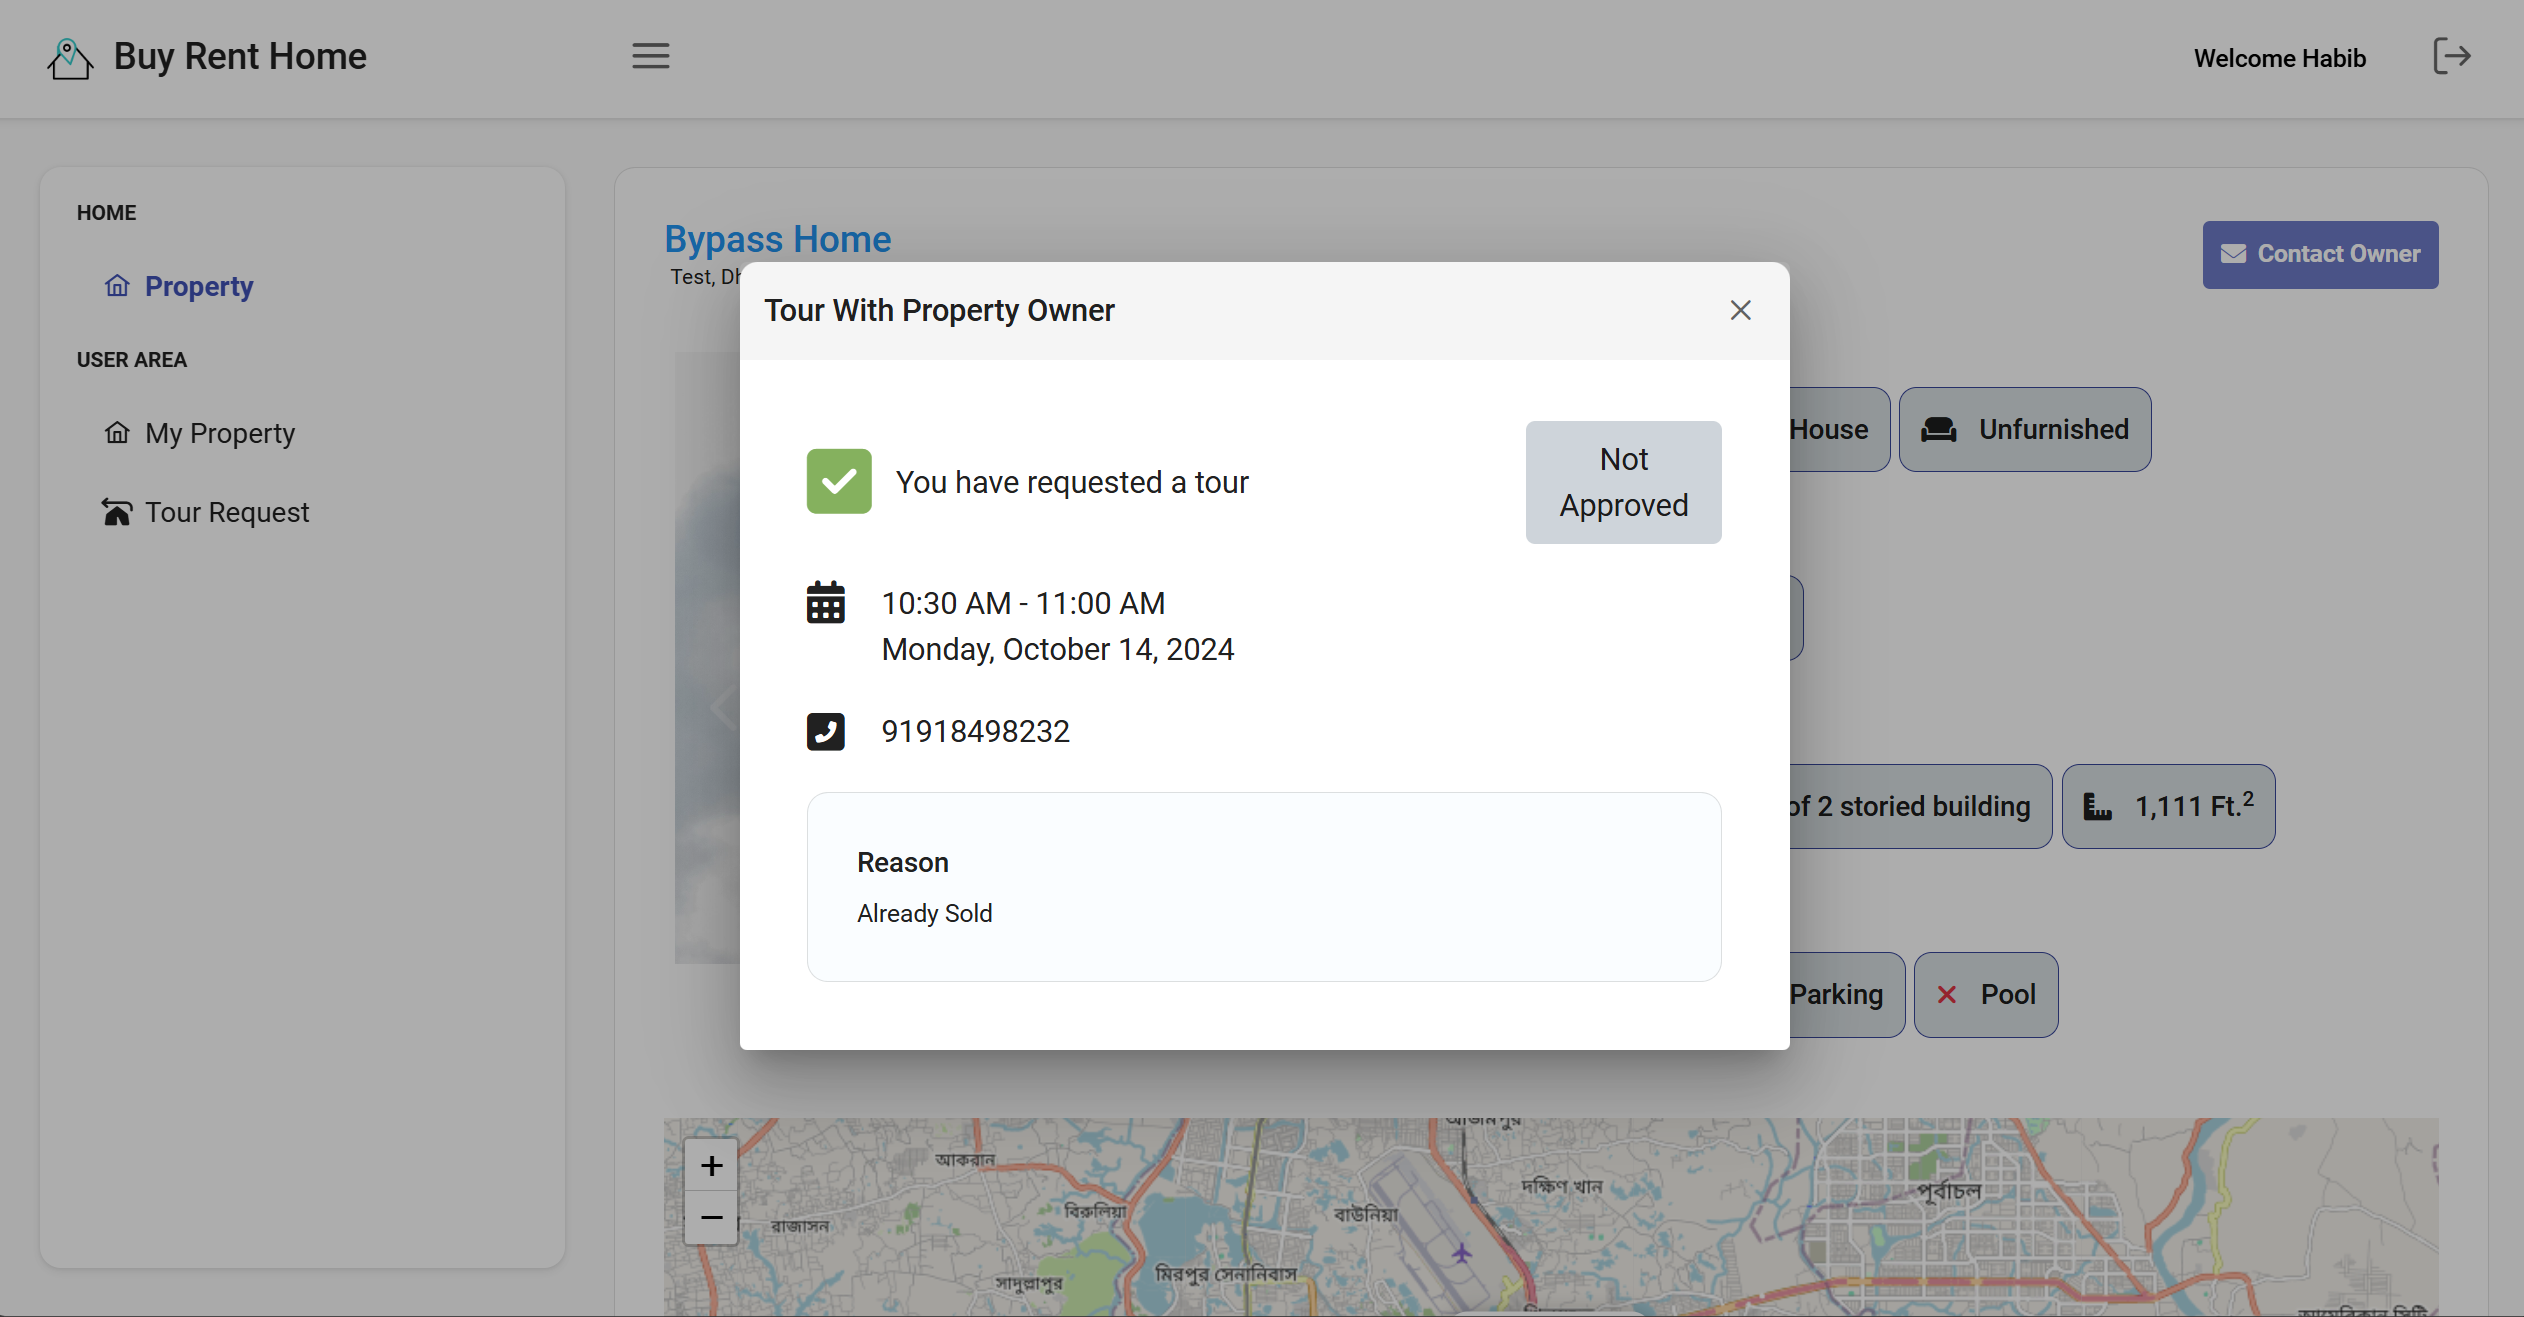 Buy Rent Home
Welcome Habib
HOME
Property
USER AREA
My Property
Tour Request
Bypass Home
Test,
Contact Owner
Tour With Property Owner
You have requested a tour
Not
Approved
10:30 AM - 11:00 AM
Monday, October 14, 2024
91918498232
Reason
Already Sold
House
Unfurnished
of 2 storied building
1,111 Ft.²
Parking
Pool
+
−
আকরান
বিরুলিয়া
রাজাসন
সাদুল্লাপুর
মিরপুর সেনানিবাস
বাউনিয়া
দক্ষিণ খান
পূর্বাচল